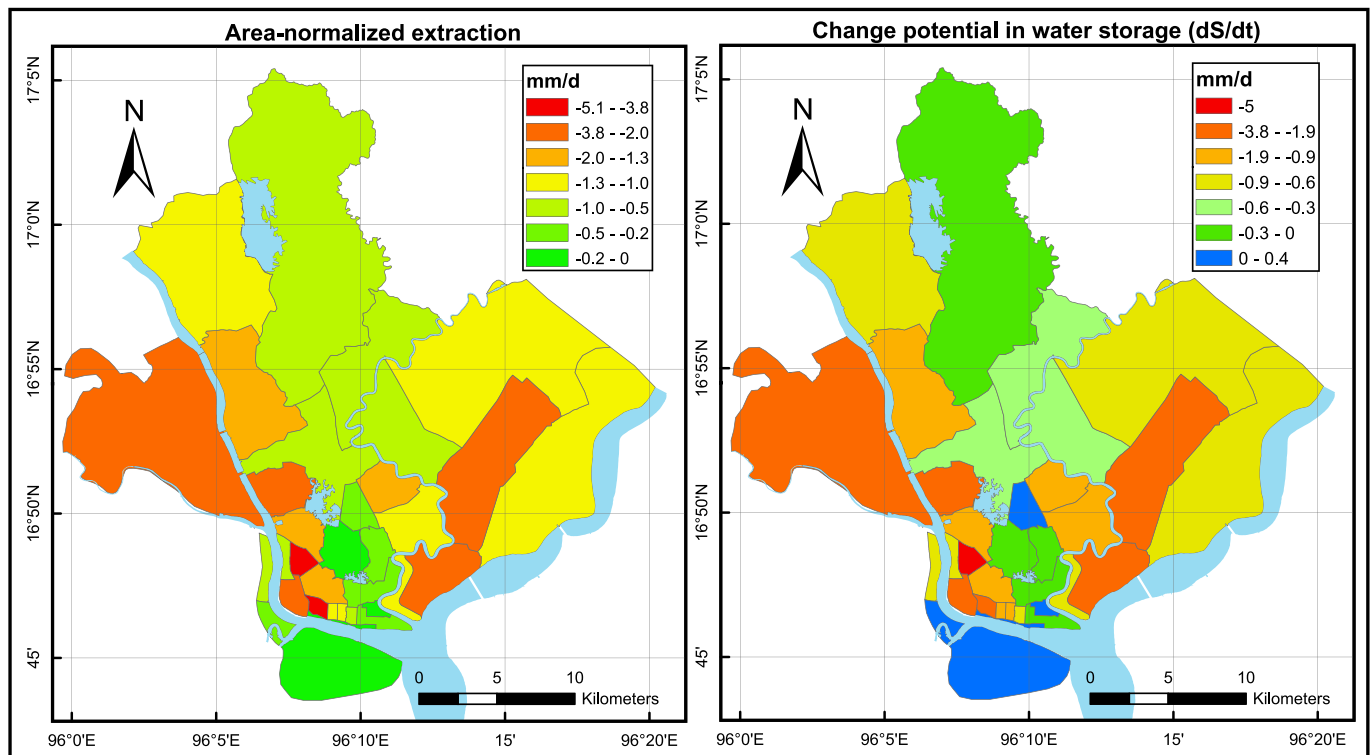 Area-normalized extraction
mm/d
-5.1 - -3.8
-3.8 - -2.0
-2.0 - -1.3
-1.3 - -1.0
-1.0 - -0.5
-0.5 - -0.2
-0.2 - 0
N
17°5'N
17°0'N
16°55'N
16°50'N
45'
0 5 10
Kilometers
96°0'E 96°5'E 96°10'E 15' 96°20'E
Change potential in water storage (dS/dt)
mm/d
-5
-3.8 - -1.9
-1.9 - -0.9
-0.9 - -0.6
-0.6 - -0.3
-0.3 - 0
0 - 0.4
N
17°5'N
17°0'N
16°55'N
16°50'N
45'
0 5 10
Kilometers
96°0'E 96°5'E 96°10'E 15' 96°20'E